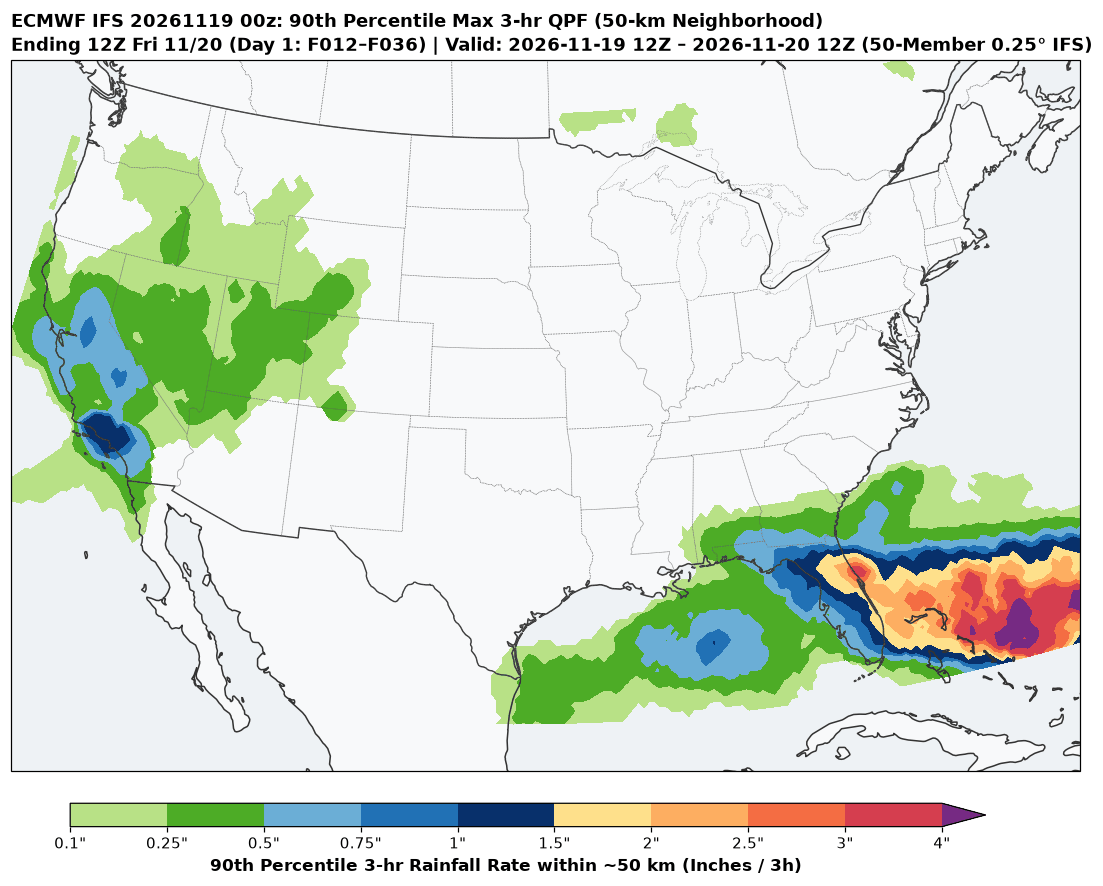 ECMWF IFS 20261119 00z: 90th Percentile Max 3-hr QPF (50-km Neighborhood)
Ending 12Z Fri 11/20 (Day 1: F012–F036) | Valid: 2026-11-19 12Z – 2026-11-20 12Z (50-Member 0.25° IFS)
0.1" 0.25" 0.5" 0.75" 1" 1.5" 2" 2.5" 3" 4"
90th Percentile 3-hr Rainfall Rate within ~50 km (Inches / 3h)